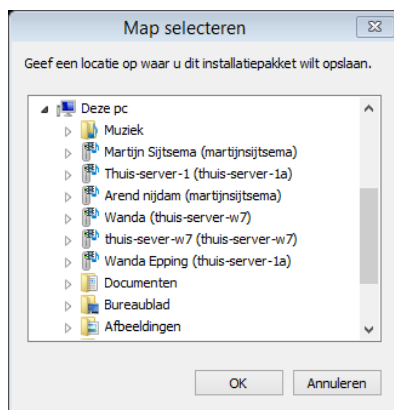 Map selecteren
Geef een locatie op waar u dit installatiepakket wilt opslaan.
Deze pc
Muziek
Martijn Sijtsema (martijnsijtsema)
Thuis-server-1 (thuis-server-1a)
Arend nijdam (martijnsijtsema)
Wanda (thuis-server-w7)
thuis-sever-w7 (thuis-server-w7)
Wanda Epping (thuis-server-1a)
Documenten
Bureaublad
Afbeeldingen
OK Annuleren